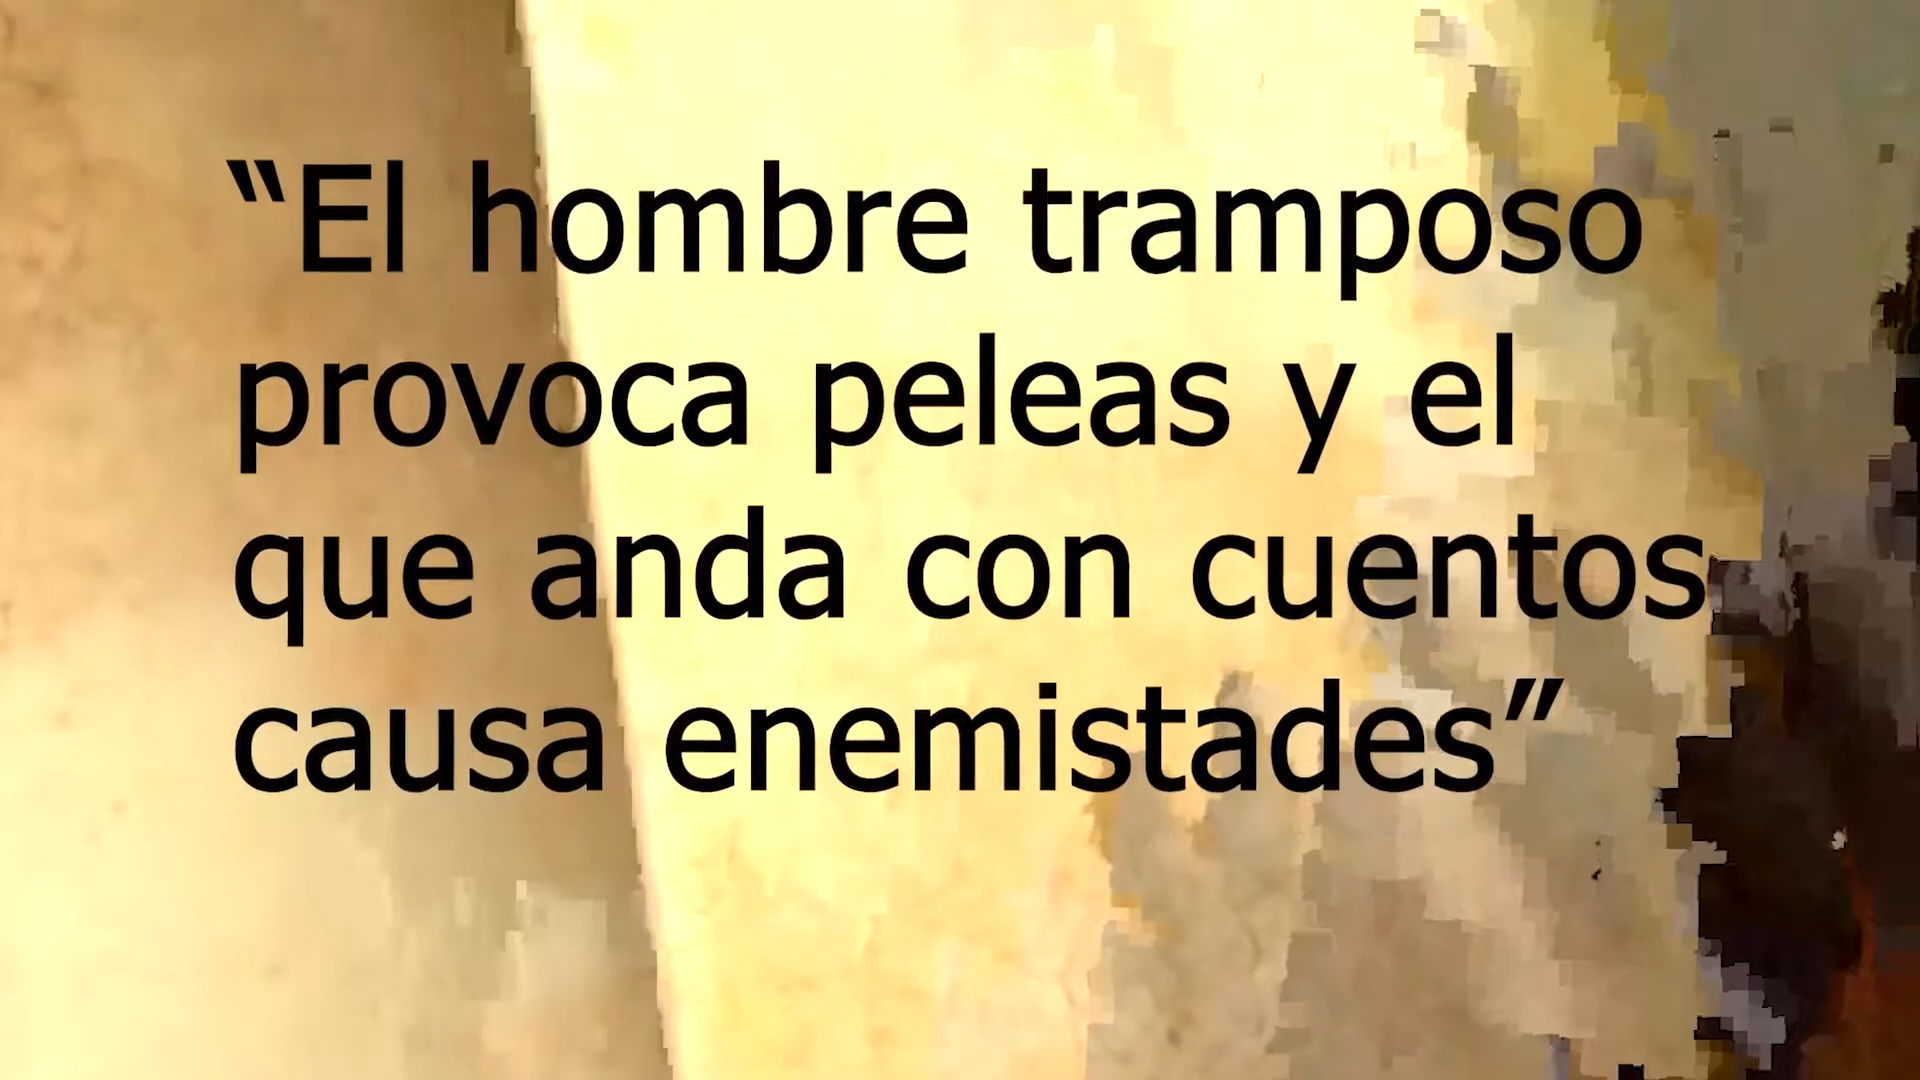 “El hombre tramposo
provoca peleas y el
que anda con cuentos
causa enemistades”